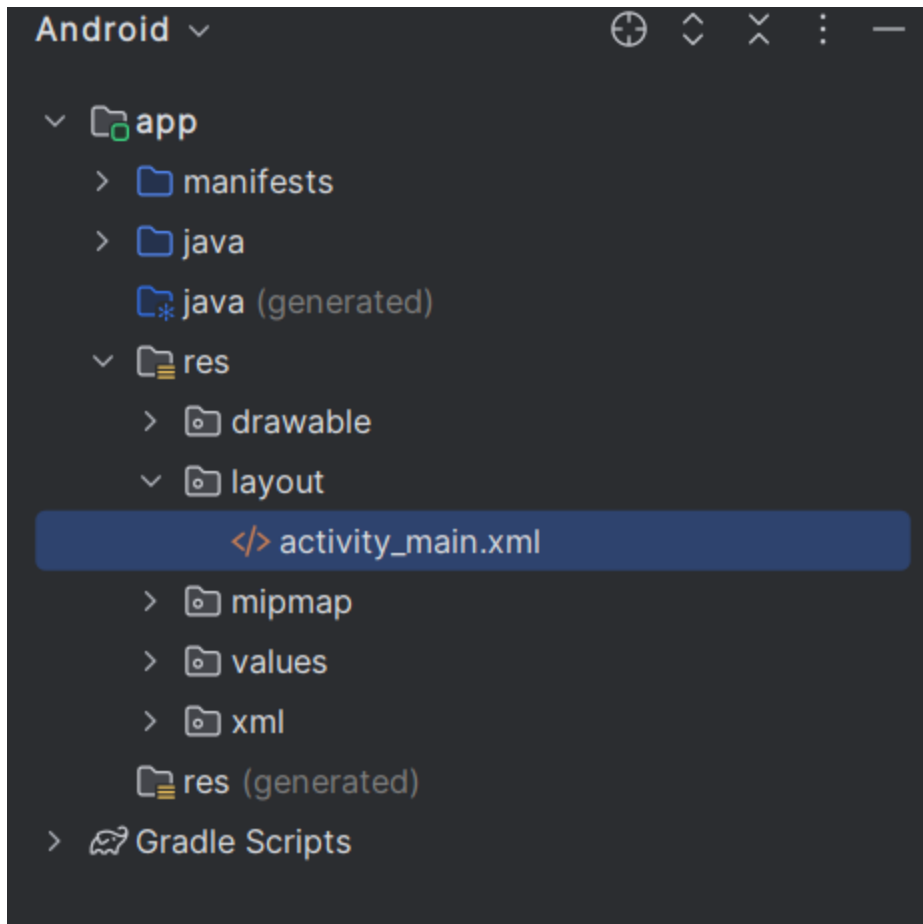 Android
app
manifests
java
java (generated)
res
drawable
layout
</> activity_main.xml
mipmap
values
xml
res (generated)
Gradle Scripts